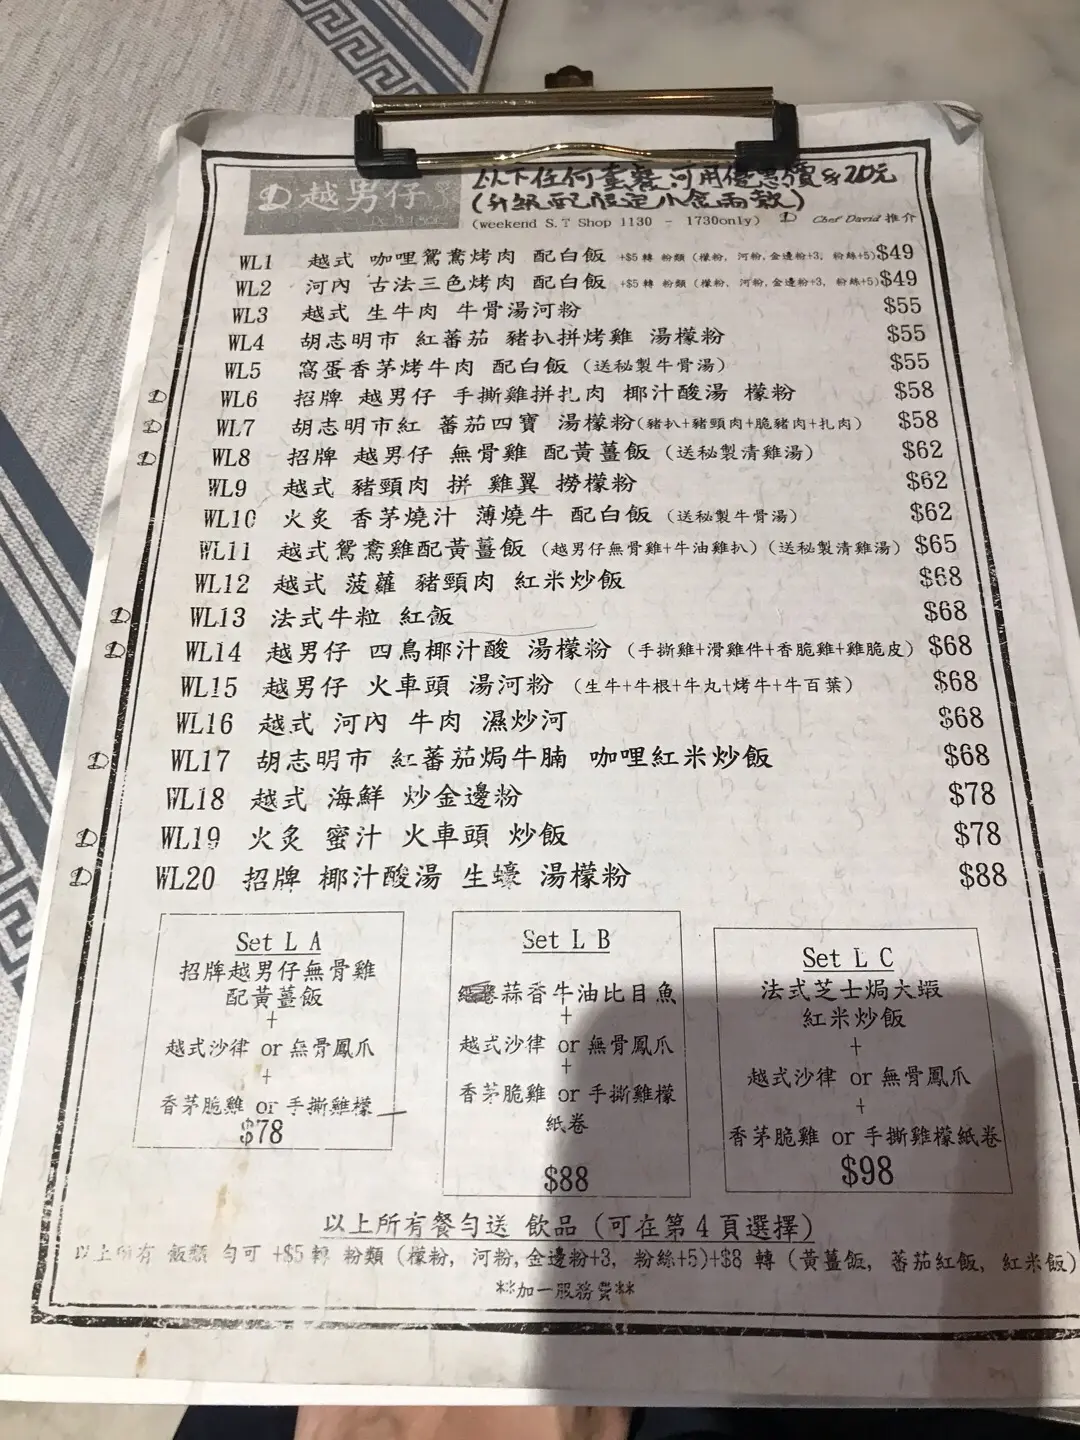 越男仔
以下任何套餐可用優惠價$20元
(升級配 小食兩款)
(weekend S.T Shop 1130 - 1730only) D Chef David 推介
WL1 越式 咖哩鴛鴦烤肉 配白飯 +$5轉 粉類 (檬粉, 河粉,金邊粉+3, 粉絲+5) $49
WL2 河內 古法三色烤肉 配白飯 +$5轉 粉類 (檬粉, 河粉,金邊粉+3, 粉絲+5) $49
WL3 越式 生牛肉 牛骨湯河粉 $55
WL4 胡志明市 紅蕃茄 豬扒拼烤雞 湯檬粉 $55
WL5 窩蛋香茅烤牛肉 配白飯 (送秘製牛骨湯) $55
D WL6 招牌 越男仔 手撕雞拼扎肉 椰汁酸湯 檬粉 $58
D WL7 胡志明市紅 蕃茄四寶 湯檬粉(豬扒+豬頸肉+脆豬肉+扎肉) $58
D WL8 招牌 越男仔 無骨雞 配黃薑飯 (送秘製清雞湯) $62
WL9 越式 豬頸肉 拼 雞翼 撈檬粉 $62
WL10 火炙 香茅燒汁 薄燒牛 配白飯 (送秘製牛骨湯) $62
WL11 越式鴛鴦雞配黃薑飯 (越男仔無骨雞+牛油雞扒)(送秘製清雞湯) $65
WL12 越式 菠蘿 豬頸肉 紅米炒飯 $68
D WL13 法式牛粒 紅飯 $68
D WL14 越男仔 四鳥椰汁酸 湯檬粉 (手撕雞+滑雞件+香脆雞+雞脆皮) $68
WL15 越男仔 火車頭 湯河粉 (生牛+牛根+牛丸+烤牛+牛百葉) $68
WL16 越式 河內 牛肉 濕炒河 $68
D WL17 胡志明市 紅蕃茄焗牛腩 咖哩紅米炒飯 $68
WL18 越式 海鮮 炒金邊粉 $78
D WL19 火炙 蜜汁 火車頭 炒飯 $78
D WL20 招牌 椰汁酸湯 生蠔 湯檬粉 $88
Set L A
招牌越男仔無骨雞
配黃薑飯
+
越式沙律 or 無骨鳳爪
+
香茅脆雞 or 手撕雞檬
$78
Set L B
蒜香牛油比目魚
+
越式沙律 or 無骨鳳爪
+
香茅脆雞 or 手撕雞檬
紙卷
$88
Set L C
法式芝士焗大蝦
紅米炒飯
+
越式沙律 or 無骨鳳爪
+
香茅脆雞 or 手撕雞檬紙卷
$98
以上所有餐勻送 飲品 (可在第4頁選擇)
以上所有 飯類 勻可 +$5 轉 粉類 (檬粉, 河粉,金邊粉+3, 粉絲+5)+$8 轉 (黃薑飯, 蕃茄紅飯, 紅米飯)
**加一服務費**